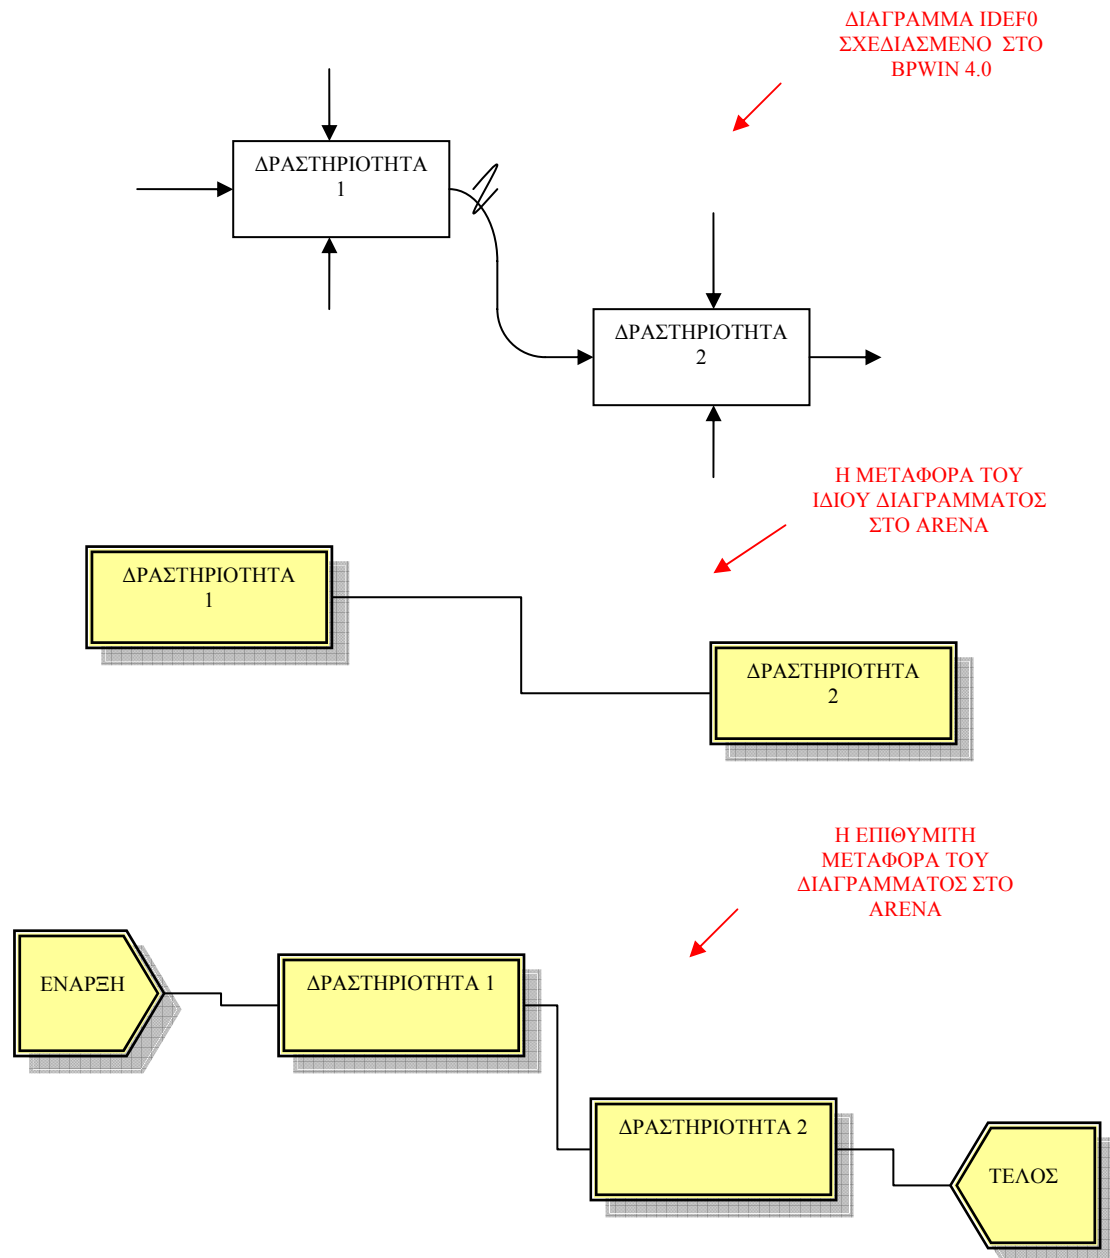 ΔΙΑΓΡΑΜΜΑ IDEF0
ΣΧΕΔΙΑΣΜΕΝΟ ΣΤΟ
BPWIN 4.0
ΔΡΑΣΤΗΡΙΟΤΗΤΑ
1
ΔΡΑΣΤΗΡΙΟΤΗΤΑ
2
Η ΜΕΤΑΦΟΡΑ ΤΟΥ
ΙΔΙΟΥ ΔΙΑΓΡΑΜΜΑΤΟΣ
ΣΤΟ ARENA
ΔΡΑΣΤΗΡΙΟΤΗΤΑ
1
ΔΡΑΣΤΗΡΙΟΤΗΤΑ
2
Η ΕΠΙΘΥΜΙΤΗ
ΜΕΤΑΦΟΡΑ ΤΟΥ
ΔΙΑΓΡΑΜΜΑΤΟΣ ΣΤΟ
ARENA
ΕΝΑΡΞΗ
ΔΡΑΣΤΗΡΙΟΤΗΤΑ 1
ΔΡΑΣΤΗΡΙΟΤΗΤΑ 2
ΤΕΛΟΣ